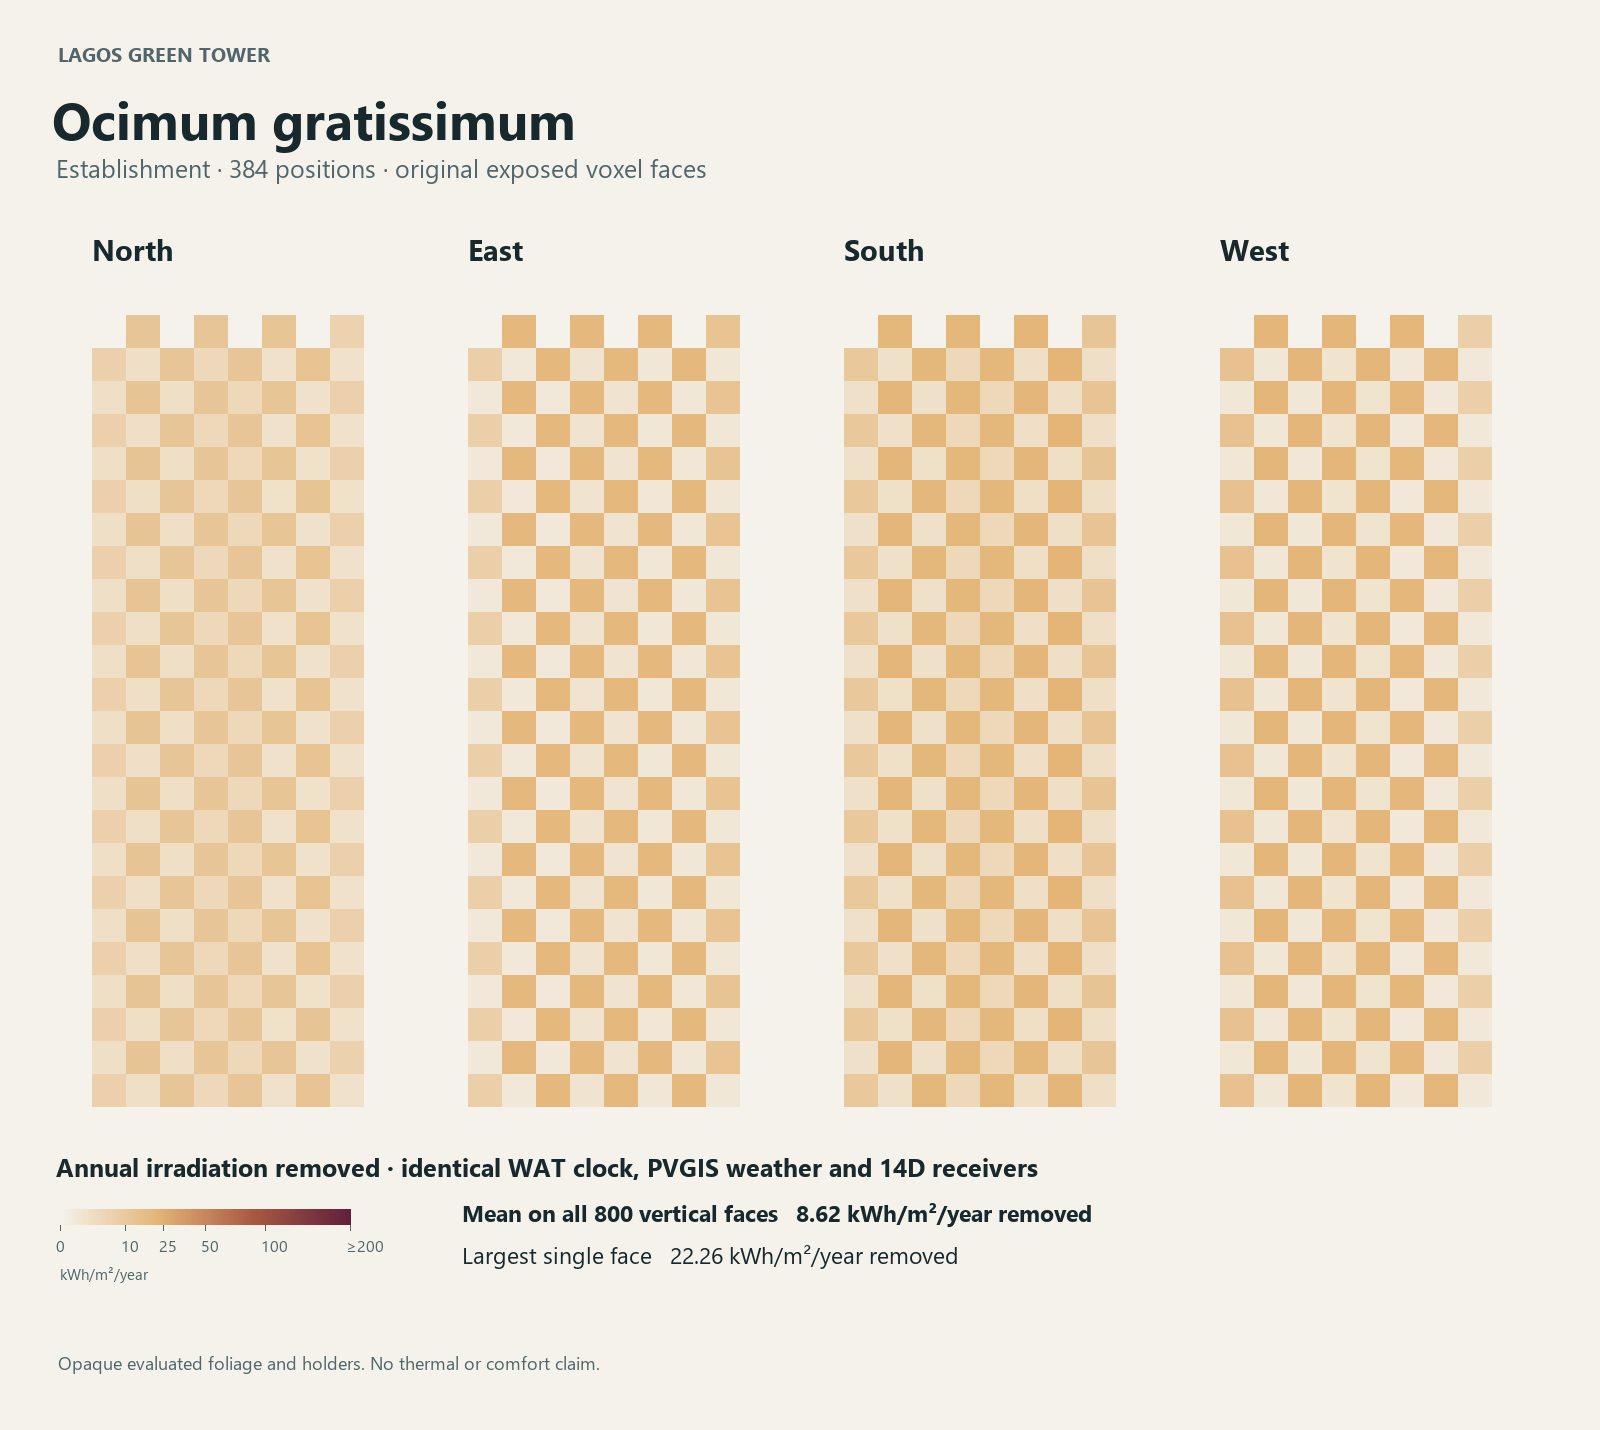 LAGOS GREEN TOWER
Ocimum gratissimum
Establishment · 384 positions · original exposed voxel faces
North East South West
Annual irradiation removed · identical WAT clock, PVGIS weather and 14D receivers
Mean on all 800 vertical faces 8.62 kWh/m²/year removed
0 10 25 50 100 ≥200
Largest single face 22.26 kWh/m²/year removed
kWh/m²/year
Opaque evaluated foliage and holders. No thermal or comfort claim.